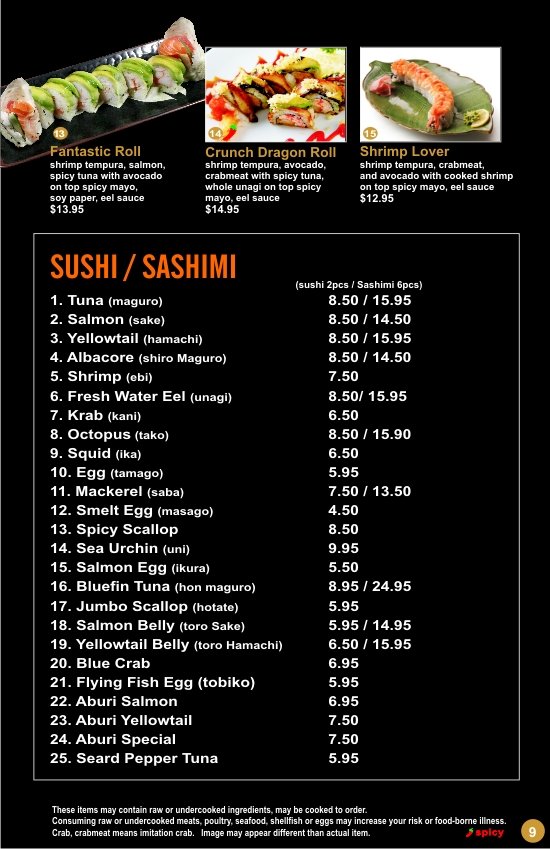 13
Fantastic Roll
shrimp tempura, salmon,
spicy tuna with avocado
on top spicy mayo,
soy paper, eel sauce
$13.95
14
Crunch Dragon Roll
shrimp tempura, avocado,
crabmeat with spicy tuna,
whole unagi on top spicy
mayo, eel sauce
$14.95
15
Shrimp Lover
shrimp tempura, crabmeat,
and avocado with cooked shrimp
on top spicy mayo, eel sauce
$12.95
SUSHI / SASHIMI
(sushi 2pcs / Sashimi 6pcs)
1. Tuna (maguro) 8.50 / 15.95
2. Salmon (sake) 8.50 / 14.50
3. Yellowtail (hamachi) 8.50 / 15.95
4. Albacore (shiro Maguro) 8.50 / 14.50
5. Shrimp (ebi) 7.50
6. Fresh Water Eel (unagi) 8.50/ 15.95
7. Krab (kani) 6.50
8. Octopus (tako) 8.50 / 15.90
9. Squid (ika) 6.50
10. Egg (tamago) 5.95
11. Mackerel (saba) 7.50 / 13.50
12. Smelt Egg (masago) 4.50
13. Spicy Scallop 8.50
14. Sea Urchin (uni) 9.95
15. Salmon Egg (ikura) 5.50
16. Bluefin Tuna (hon maguro) 8.95 / 24.95
17. Jumbo Scallop (hotate) 5.95
18. Salmon Belly (toro Sake) 5.95 / 14.95
19. Yellowtail Belly (toro Hamachi) 6.50 / 15.95
20. Blue Crab 6.95
21. Flying Fish Egg (tobiko) 5.95
22. Aburi Salmon 6.95
23. Aburi Yellowtail 7.50
24. Aburi Special 7.50
25. Seard Pepper Tuna 5.95
These items may contain raw or undercooked ingredients, may be cooked to order.
Consuming raw or undercooked meats, poultry, seafood, shellfish or eggs may increase your risk or food-borne illness.
Crab, crabmeat means imitation crab. Image may appear different than actual item.
spicy
9